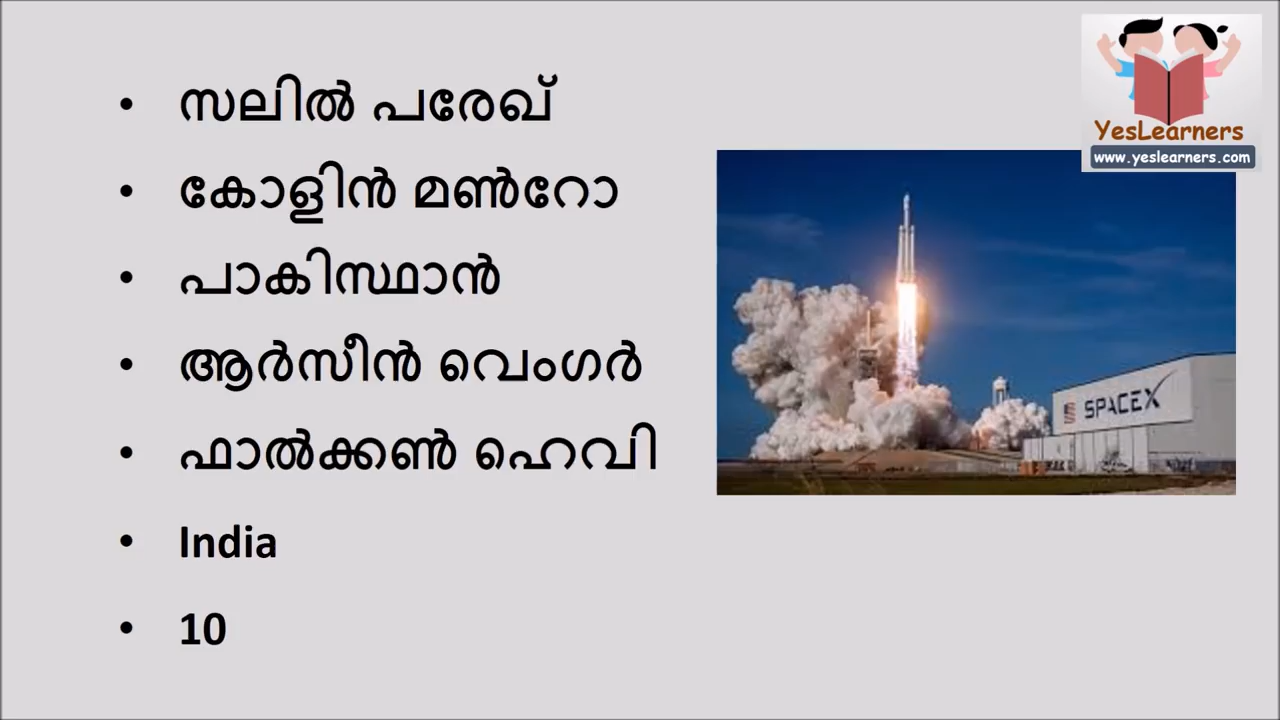 • സലിൽ പരേഖ്
• കോളിൻ മൺറോ
• പാകിസ്ഥാൻ
• ആർസീൻ വെംഗർ
• ഫാൽക്കൺ ഹെവി
• India
• 10
YesLearners
www.yeslearners.com
SPACEX